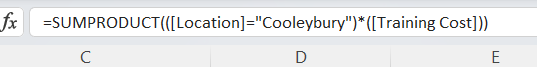 fx =SUMPRODUCT(([Location]="Cooleybury")*([Training Cost]))
C D E